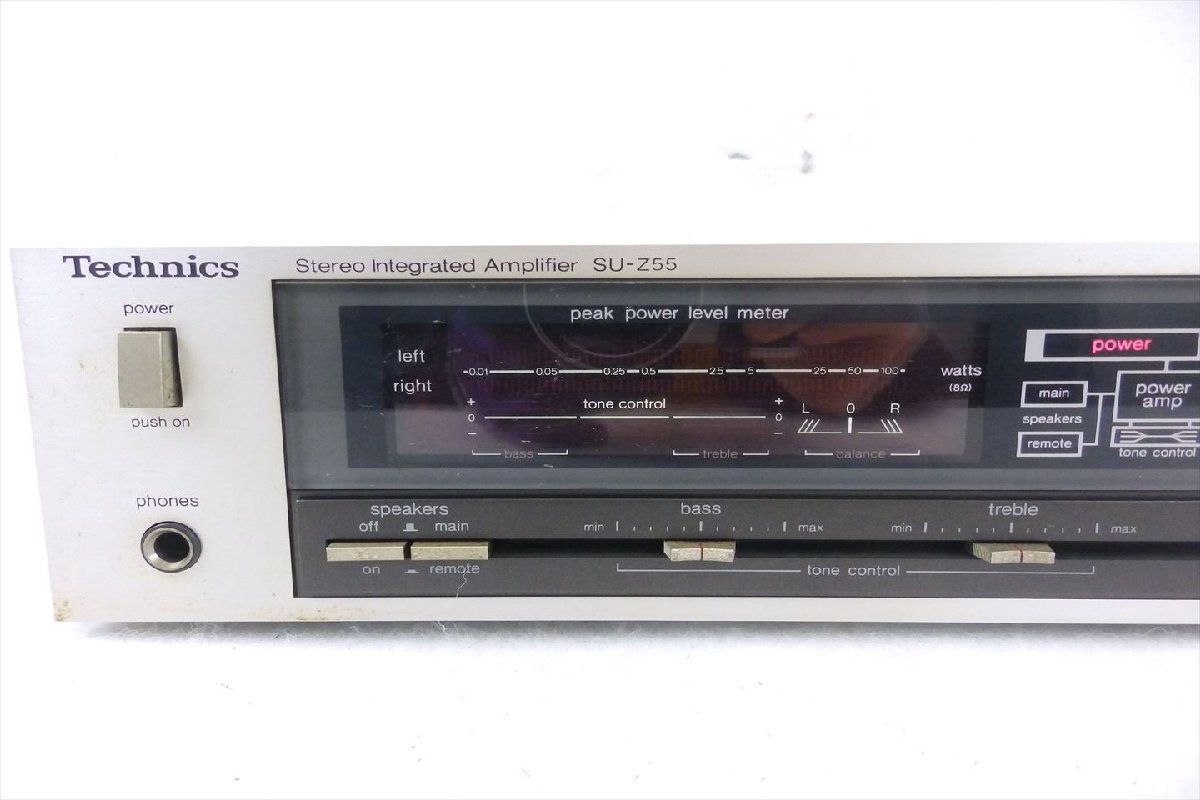 Technics
Stereo Integrated Amplifier SU-Z55
power
push on
phones
peak power level meter
left
right
0.01 0.05 0.25 0.5 2.5 5 25 50 100
watts
(8Ω)
+ 0 −
tone control
+ 0 −
L 0 R
bass treble balance
power
main
speakers
remote
power
amp
tone control
speakers
off main
on remote
bass
min max
treble
min max
tone control